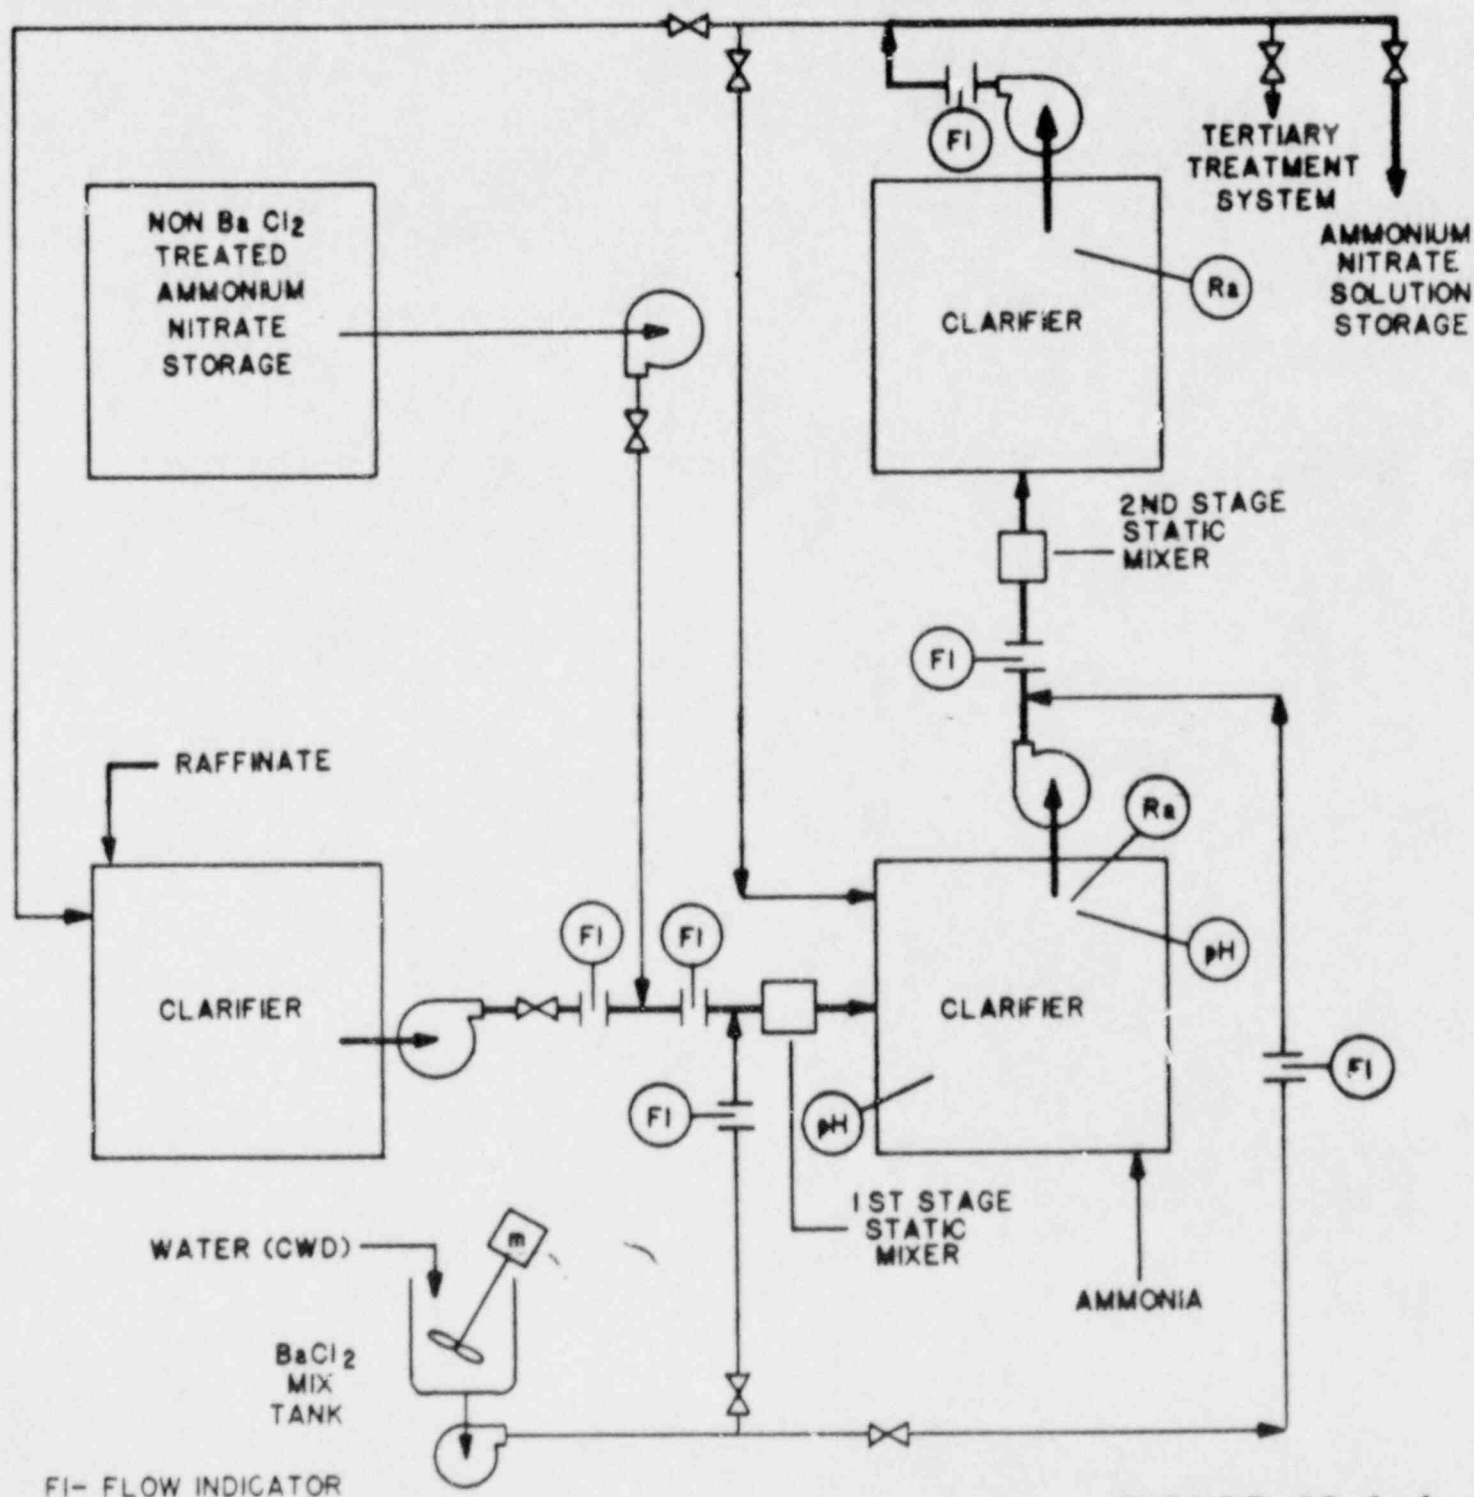 FI
TERTIARY
TREATMENT
SYSTEM
AMMONIUM
NITRATE
SOLUTION
STORAGE
NON Ba Cl2
TREATED
AMMONIUM
NITRATE
STORAGE
Ra
CLARIFIER
2ND STAGE
STATIC
MIXER
FI
RAFFINATE
Ra
FI
FI
pH
CLARIFIER
CLARIFIER
FI
FI
pH
1ST STAGE
STATIC
MIXER
WATER (CWD)
m
AMMONIA
BaCl2
MIX
TANK
FI- FLOW INDICATOR